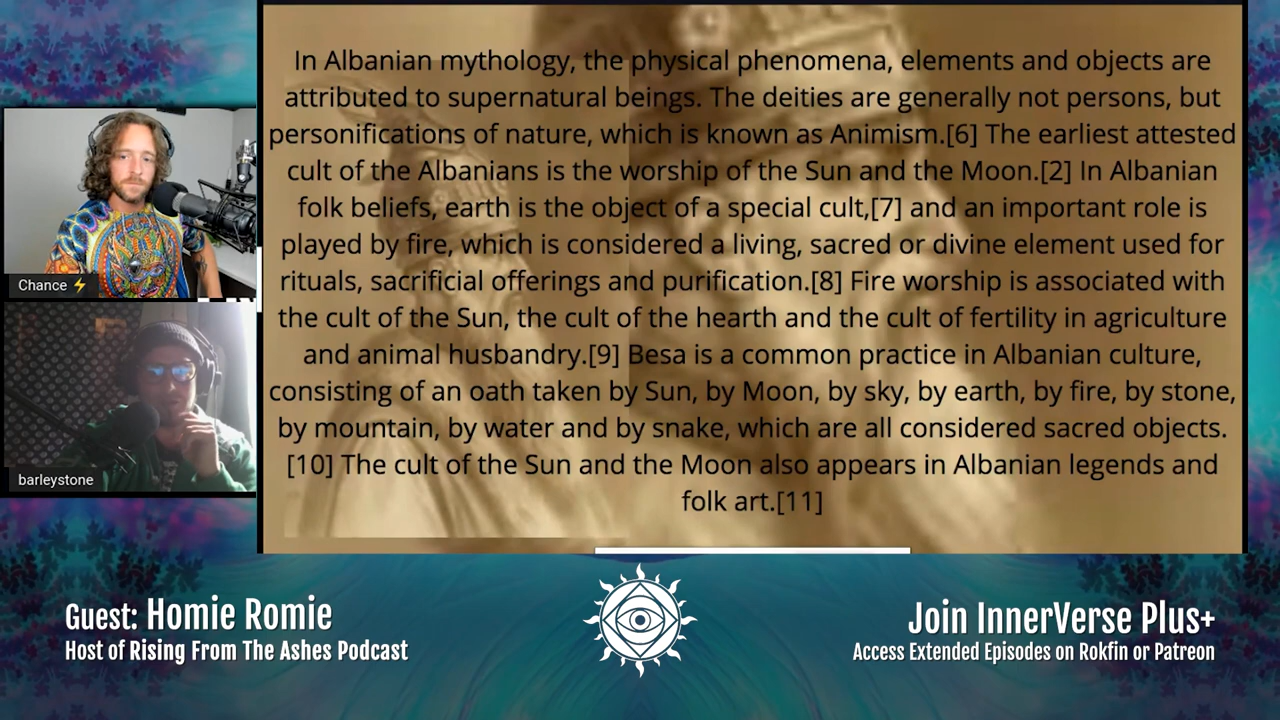 In Albanian mythology, the physical phenomena, elements and objects are
attributed to supernatural beings. The deities are generally not persons, but
personifications of nature, which is known as Animism.[6] The earliest attested
cult of the Albanians is the worship of the Sun and the Moon.[2] In Albanian
folk beliefs, earth is the object of a special cult,[7] and an important role is
played by fire, which is considered a living, sacred or divine element used for
rituals, sacrificial offerings and purification.[8] Fire worship is associated with
the cult of the Sun, the cult of the hearth and the cult of fertility in agriculture
and animal husbandry.[9] Besa is a common practice in Albanian culture,
consisting of an oath taken by Sun, by Moon, by sky, by earth, by fire, by stone,
by mountain, by water and by snake, which are all considered sacred objects.
[10] The cult of the Sun and the Moon also appears in Albanian legends and
folk art.[11]
Chance ⚡
barleystone
Guest: Homie Romie
Host of Rising From The Ashes Podcast
Join InnerVerse Plus+
Access Extended Episodes on Rokfin or Patreon